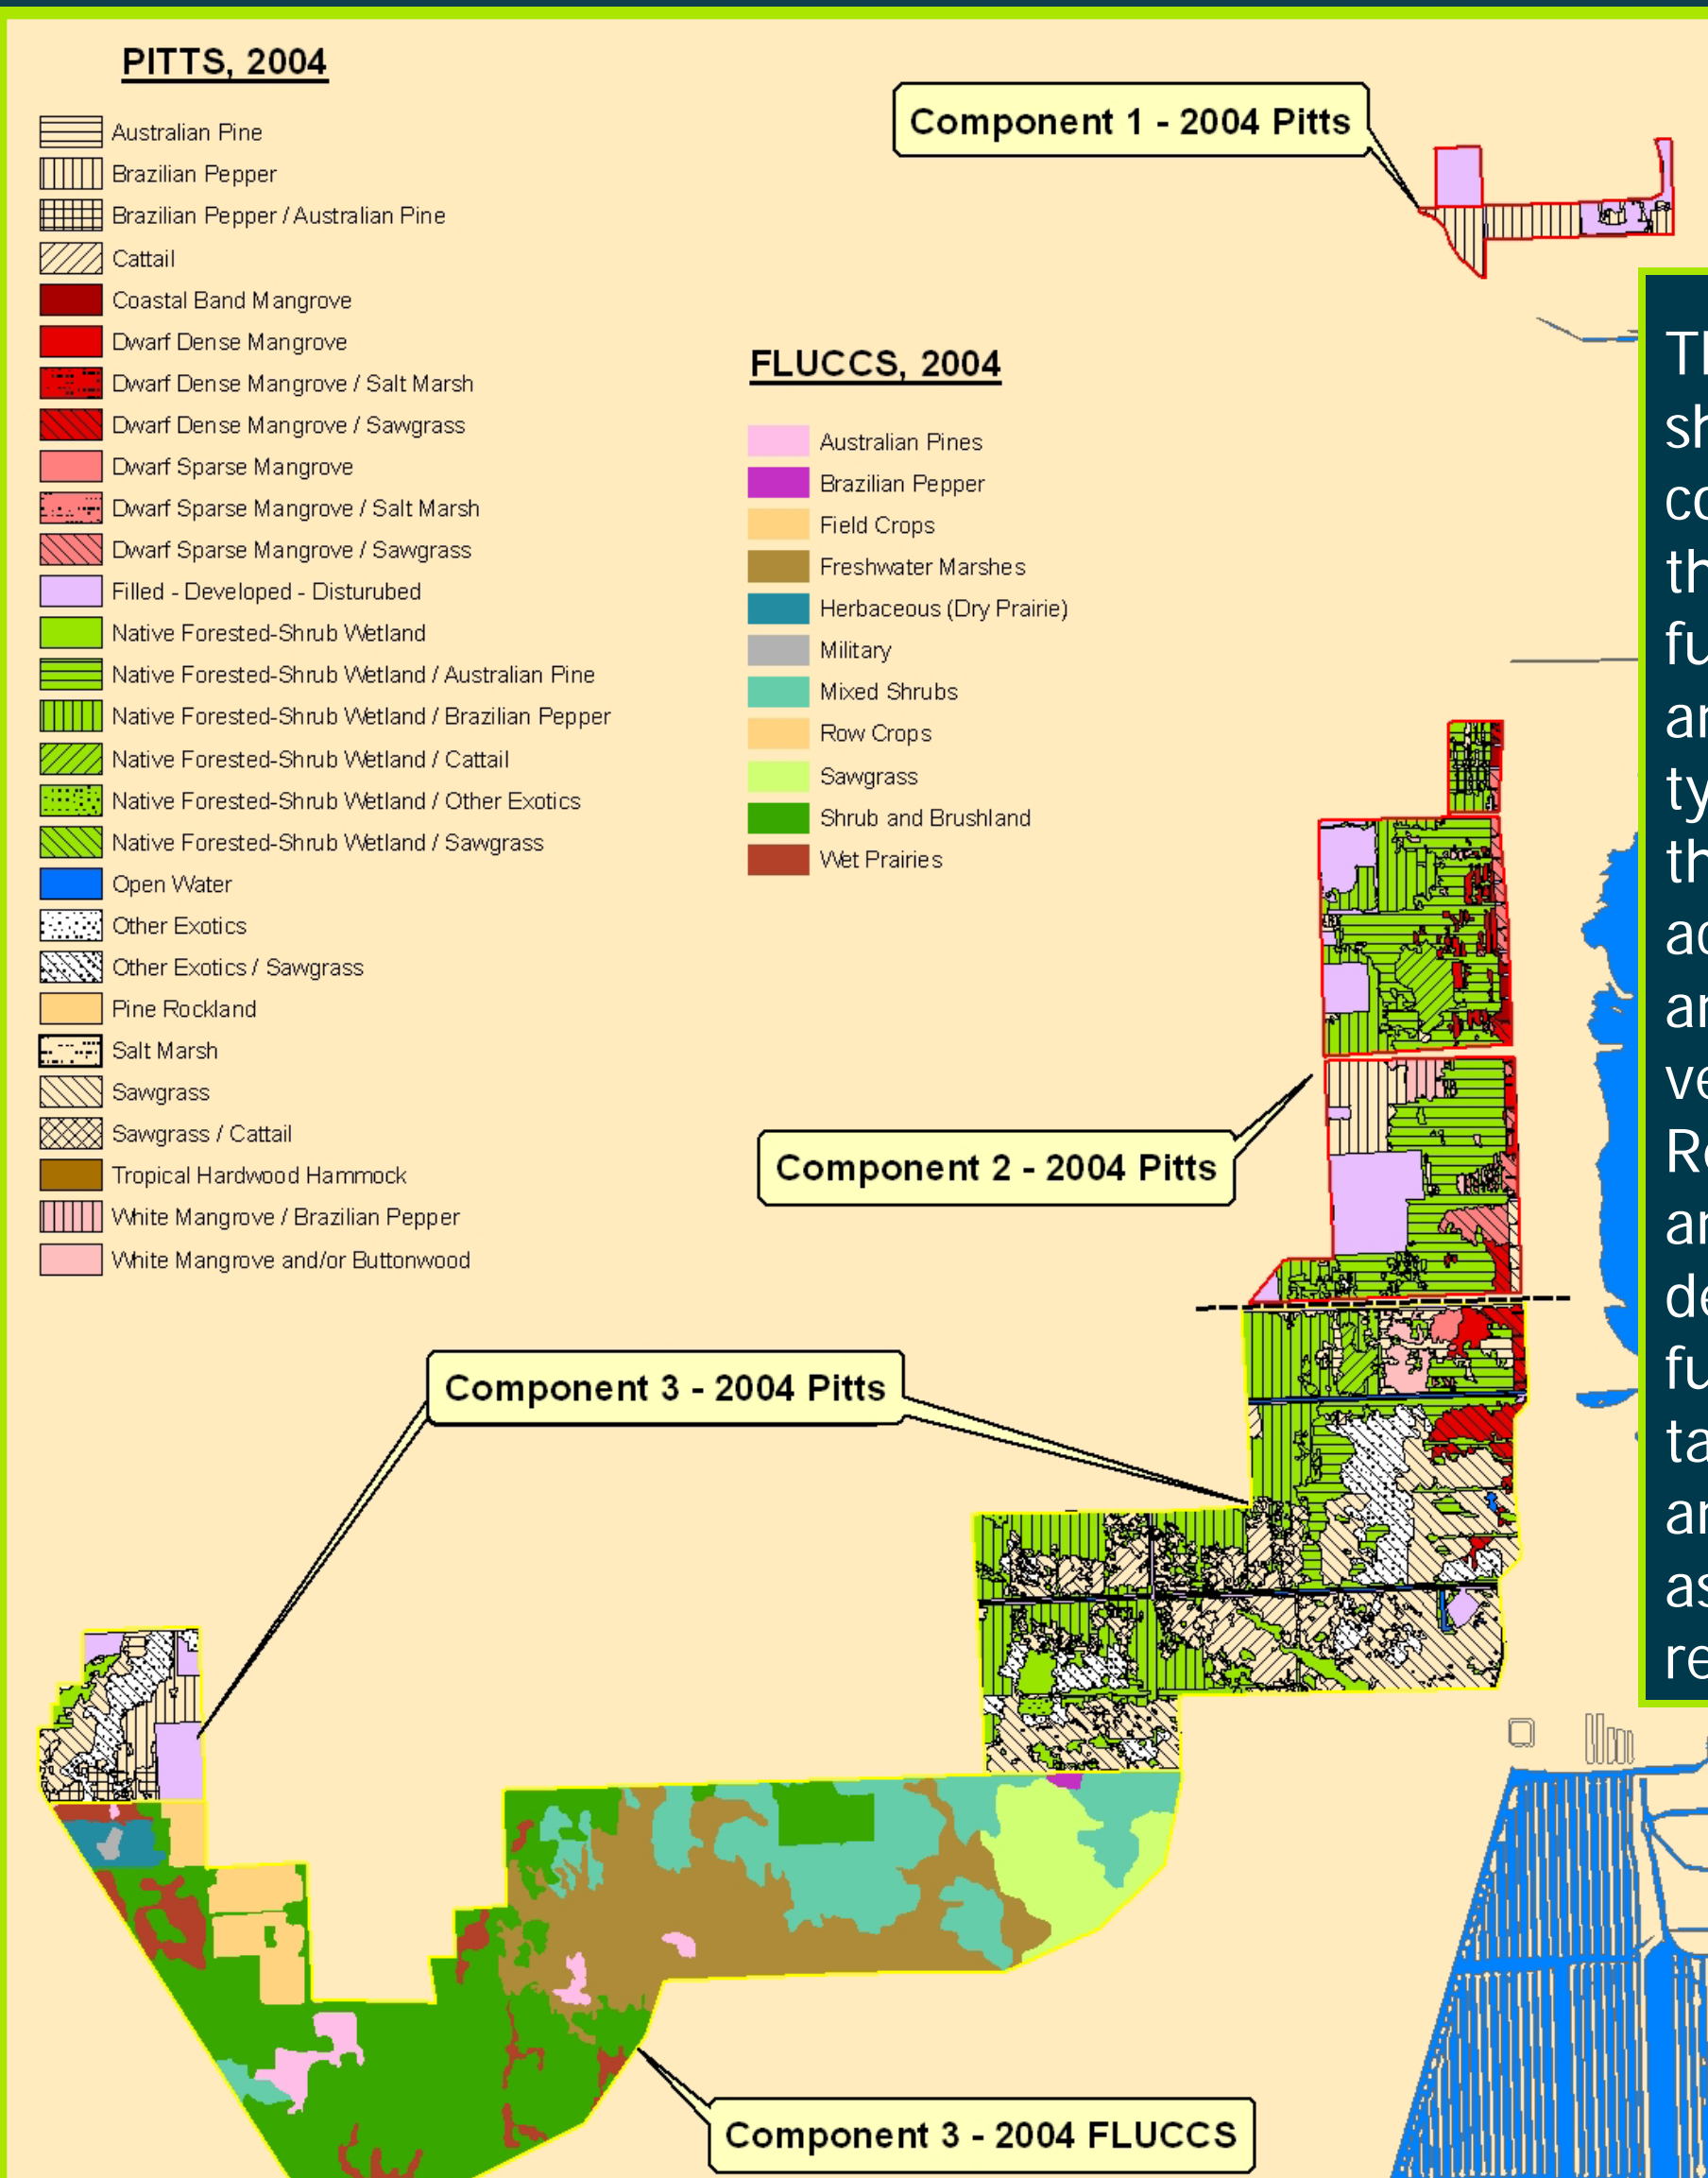 PITTS, 2004
Australian Pine
Brazilian Pepper
Brazilian Pepper / Australian Pine
Cattail
Coastal Band Mangrove
Dwarf Dense Mangrove
Dwarf Dense Mangrove / Salt Marsh
Dwarf Dense Mangrove / Sawgrass
Dwarf Sparse Mangrove
Dwarf Sparse Mangrove / Salt Marsh
Dwarf Sparse Mangrove / Sawgrass
Filled - Developed - Disturubed
Native Forested-Shrub Wetland
Native Forested-Shrub Wetland / Australian Pine
Native Forested-Shrub Wetland / Brazilian Pepper
Native Forested-Shrub Wetland / Cattail
Native Forested-Shrub Wetland / Other Exotics
Native Forested-Shrub Wetland / Sawgrass
Open Water
Other Exotics
Other Exotics / Sawgrass
Pine Rockland
Salt Marsh
Sawgrass
Sawgrass / Cattail
Tropical Hardwood Hammock
White Mangrove / Brazilian Pepper
White Mangrove and/or Buttonwood
FLUCCS, 2004
Australian Pines
Brazilian Pepper
Field Crops
Freshwater Marshes
Herbaceous (Dry Prairie)
Military
Mixed Shrubs
Row Crops
Sawgrass
Shrub and Brushland
Wet Prairies
Component 1 - 2004 Pitts
Component 2 - 2004 Pitts
Component 3 - 2004 Pitts
Component 3 - 2004 FLUCCS